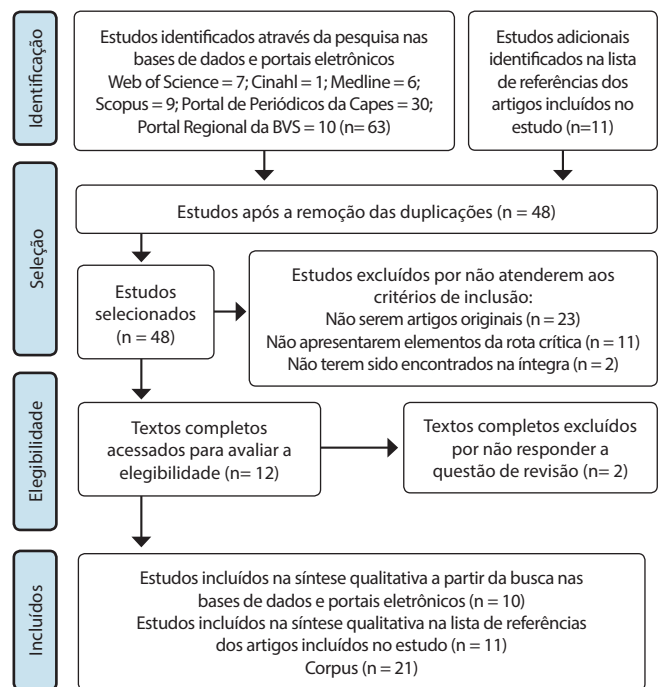 Identificação
Estudos identificados através da pesquisa nas
bases de dados e portais eletrônicos
Web of Science = 7; Cinahl = 1; Medline = 6;
Scopus = 9; Portal de Periódicos da Capes = 30;
Portal Regional da BVS = 10 (n= 63)
Estudos adicionais
identificados na lista
de referências dos
artigos incluídos no
estudo (n=11)
Seleção
Estudos após a remoção das duplicações (n = 48)
Estudos
selecionados
(n = 48)
Estudos excluídos por não atenderem aos
critérios de inclusão:
Não serem artigos originais (n = 23)
Não apresentarem elementos da rota crítica (n = 11)
Não terem sido encontrados na íntegra (n = 2)
Elegibilidade
Textos completos
acessados para avaliar a
elegibilidade (n= 12)
Textos completos excluídos
por não responder a
questão de revisão (n= 2)
Incluídos
Estudos incluídos na síntese qualitativa a partir da busca nas
bases de dados e portais eletrônicos (n = 10)
Estudos incluídos na síntese qualitativa na lista de referências
dos artigos incluídos no estudo (n = 11)
Corpus (n = 21)